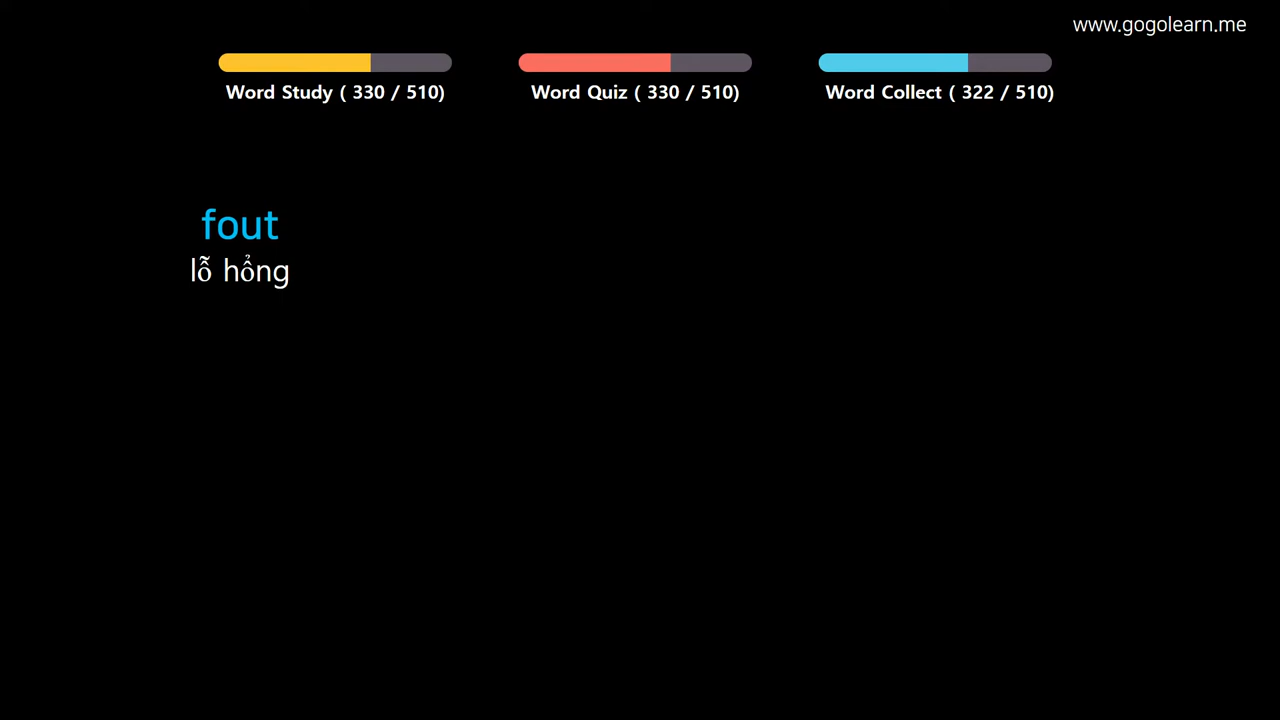 www.gogolearn.me
Word Study ( 330 / 510)
Word Quiz ( 330 / 510)
Word Collect ( 322 / 510)
fout
lỗ hổng